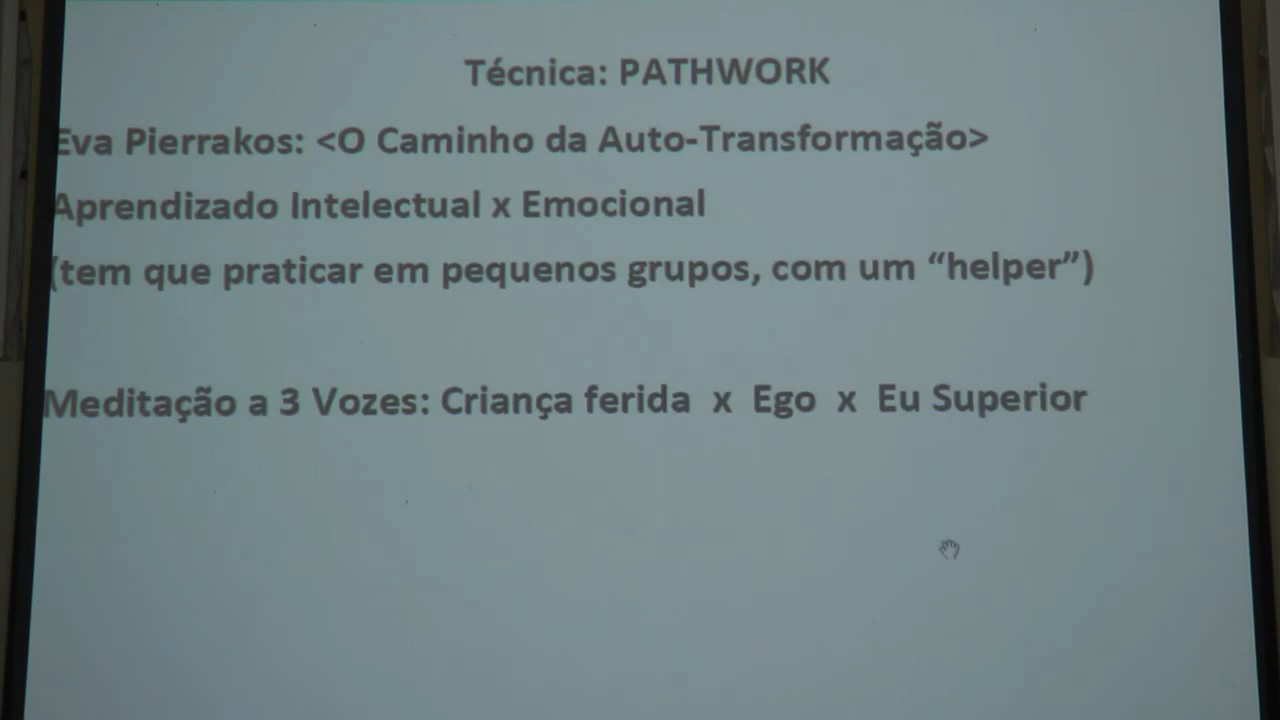 Técnica: PATHWORK
Eva Pierrakos: <O Caminho da Auto-Transformação>
Aprendizado Intelectual x Emocional
(tem que praticar em pequenos grupos, com um “helper”)
Meditação a 3 Vozes: Criança ferida x Ego x Eu Superior